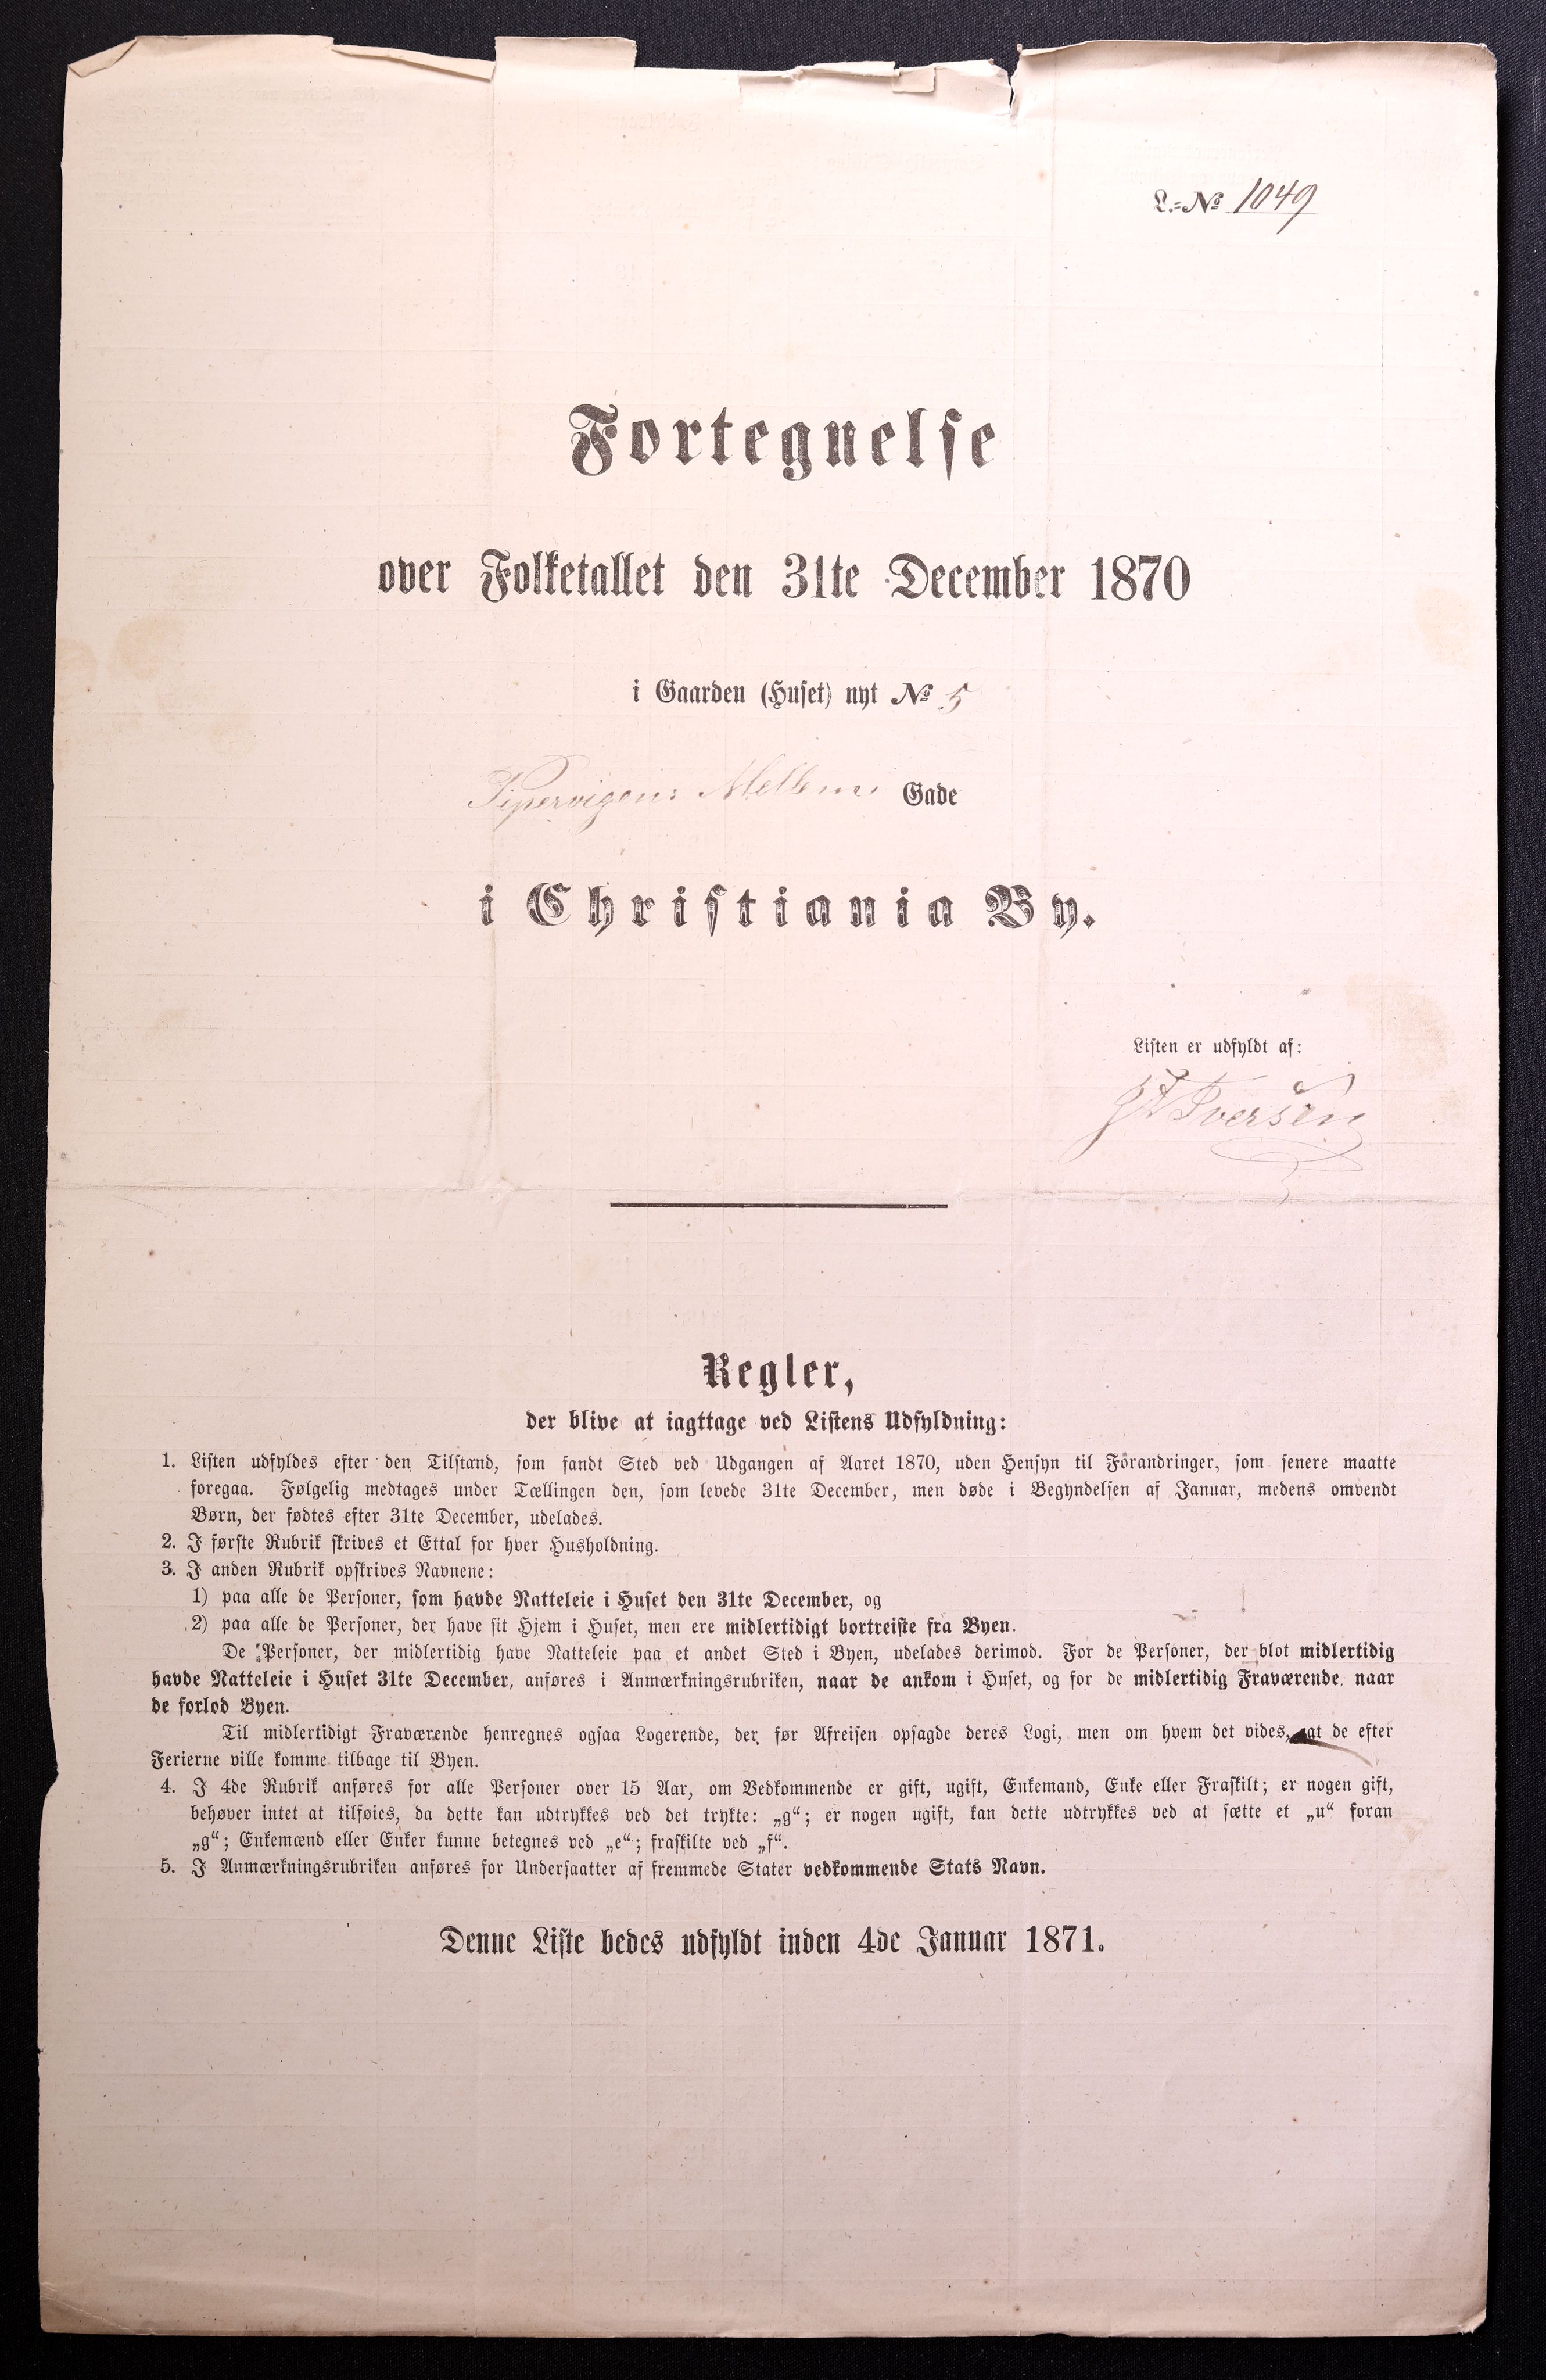 L.=No 1049
Fortegnelse
over Folketallet den 31te December 1870
i Gaarden (Huset) nyt No 5
Pipervigens Mellem Gade
i Christiania By.
Listen er udfyldt af:
Iversen
Regler,
der blive at iagttage ved Listens Udfyldning:
1. Listen udfyldes efter den Tilstand, som fandt Sted ved Udgangen af Aaret 1870, uden Hensyn til Forandringer, som senere maatte
foregaa. Følgelig medtages under Tællingen den, som levede 31te December, men døde i Begyndelsen af Januar, medens omvendt
Børn, der fødtes efter 31te December, udelades.
2. I første Rubrik skrives et Ettal for hver Husholdning.
3. I anden Rubrik opskrives Navnene:
1) paa alle de Personer, som havde Natteleie i Huset den 31te December, og
2) paa alle de Personer, der have sit Hjem i Huset, men ere midlertidigt bortreiste fra Byen.
De Personer, der midlertidig have Natteleie paa et andet Sted i Byen, udelades derimod. For de Personer, der blot midlertidig
havde Natteleie i Huset 31te December, anføres i Anmærkningsrubriken, naar de ankom i Huset, og for de midlertidig Fraværende, naar
de forlod Byen.
Til midlertidigt Fraværende henregnes ogsaa Logerende, der før Afreisen opsagde deres Logi, men om hvem det vides, at de efter
Ferierne ville komme tilbage til Byen.
4. I 4de Rubrik anføres for alle Personer over 15 Aar, om Vedkommende er gift, ugift, Enkemand, Enke eller Fraskilt; er nogen gift,
behøver intet at tilføies, da dette kan udtrykkes ved det trykte: „g“; er nogen ugift, kan dette udtrykkes ved at sætte et „u“ foran
„g“; Enkemænd eller Enker kunne betegnes ved „e“; fraskilte ved „f“.
5. I Anmærkningsrubriken anføres for Undersaatter af fremmede Stater vedkommende Stats Navn.
Denne Liste bedes udfyldt inden 4de Januar 1871.